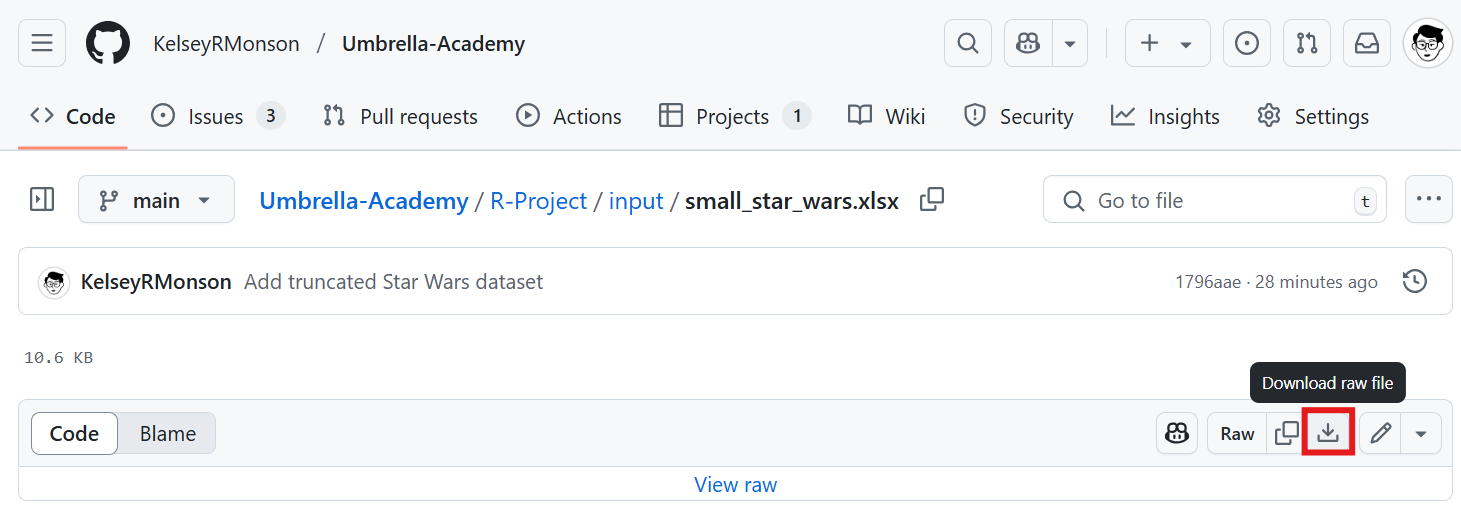 KelseyRMonson / Umbrella-Academy
Code Issues 3 Pull requests Actions Projects 1 Wiki Security Insights Settings
main Umbrella-Academy / R-Project / input / small_star_wars.xlsx Go to file t
KelseyRMonson Add truncated Star Wars dataset 1796aae · 28 minutes ago
10.6 KB
Download raw file
Code Blame Raw
View raw